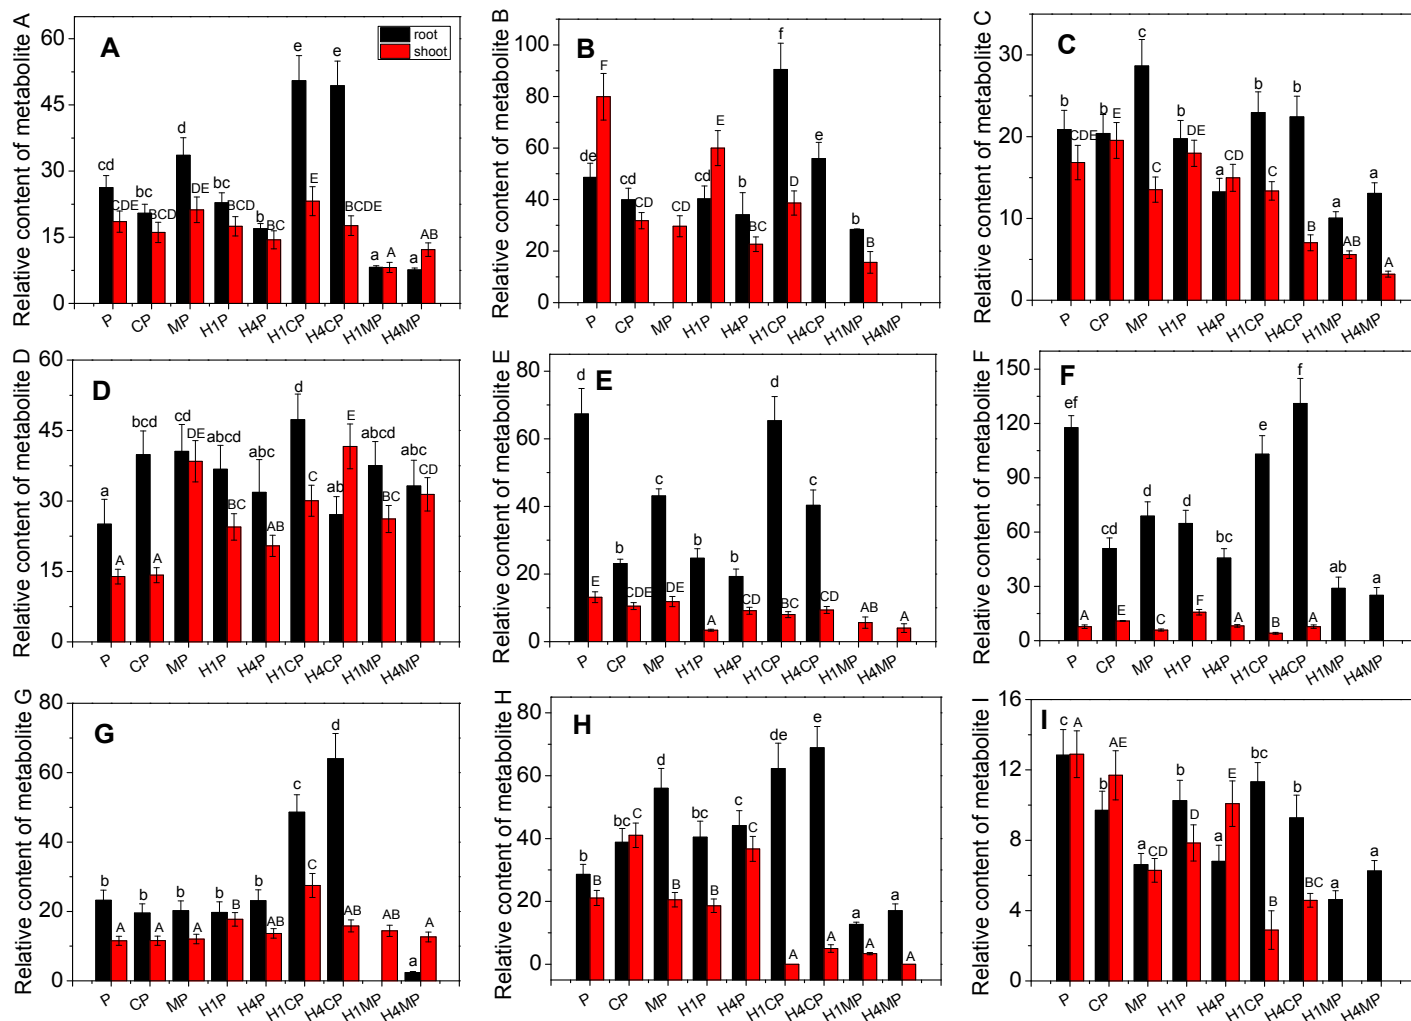 A
root
shoot
Relative content of metabolite A
60
45
30
15
0
cd
CDE
bc
BCD
d
DE
bc
BCD
b
BC
e
E
e
BCDE
a
A
a
AB
P
CP
MP
H1P
H4P
H1CP
H4CP
H1MP
H4MP
B
Relative content of metabolite B
100
80
60
40
20
0
de
F
cd
CD
CD
cd
E
b
BC
f
D
e
b
B
P
CP
MP
H1P
H4P
H1CP
H4CP
H1MP
H4MP
C
Relative content of metabolite C
30
20
10
0
b
CDE
b
E
c
C
b
DE
a
CD
b
C
b
B
a
AB
a
A
P
CP
MP
H1P
H4P
H1CP
H4CP
H1MP
H4MP
D
Relative content of metabolite D
60
45
30
15
0
a
A
bcd
A
cd
DE
abcd
BC
abc
AB
d
C
ab
E
abcd
BC
abc
CD
P
CP
MP
H1P
H4P
H1CP
H4CP
H1MP
H4MP
E
Relative content of metabolite E
80
60
40
20
0
d
E
b
CDE
c
DE
b
A
b
CD
d
BC
c
CD
AB
A
P
CP
MP
H1P
H4P
H1CP
H4CP
H1MP
H4MP
F
Relative content of metabolite F
150
120
90
60
30
0
ef
A
cd
E
d
C
d
F
bc
A
e
B
f
A
ab
a
P
CP
MP
H1P
H4P
H1CP
H4CP
H1MP
H4MP
G
Relative content of metabolite G
80
60
40
20
0
b
A
b
A
b
A
b
B
b
AB
c
C
d
AB
AB
a
A
P
CP
MP
H1P
H4P
H1CP
H4CP
H1MP
H4MP
H
Relative content of metabolite H
80
60
40
20
0
b
B
bc
C
d
B
bc
B
c
C
de
A
e
A
a
A
a
A
P
CP
MP
H1P
H4P
H1CP
H4CP
H1MP
H4MP
I
Relative content of metabolite I
16
12
8
4
0
c
A
b
AE
a
CD
b
D
a
E
bc
B
b
BC
a
a
P
CP
MP
H1P
H4P
H1CP
H4CP
H1MP
H4MP